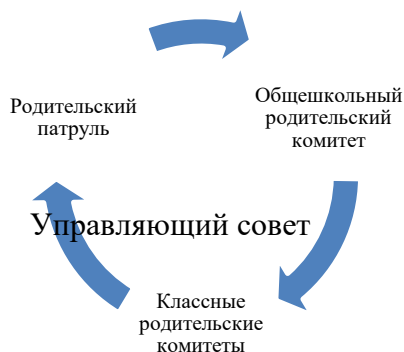 Родительский
патруль
Общешкольный
родительский
комитет
Управляющий совет
Классные
родительские
комитеты